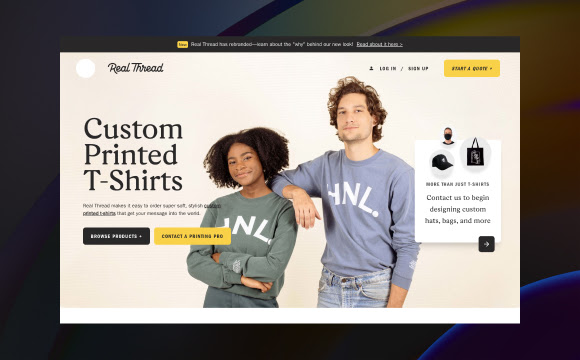 New Real Thread has rebranded—learn about the "why" behind our new look! Read about it here >
Real Thread
LOG IN / SIGN UP
START A QUOTE +
Custom
Printed
T-Shirts
Real Thread makes it easy to order super soft, stylish custom
printed t-shirts that get your message into the world.
BROWSE PRODUCTS +
CONTACT A PRINTING PRO
HNL.
HNL.
MORE THAN JUST T-SHIRTS
Contact us to begin
designing custom
hats, bags, and more